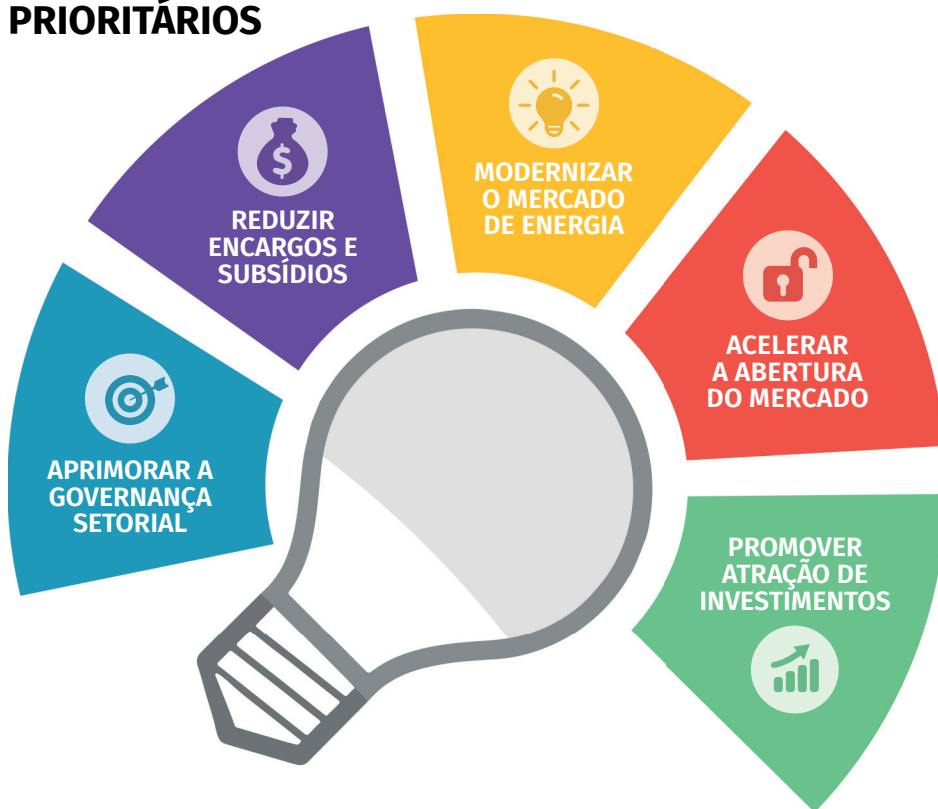 PRIORITÁRIOS
APRIMORAR A
GOVERNANÇA
SETORIAL
REDUZIR
ENCARGOS E
SUBSÍDIOS
MODERNIZAR
O MERCADO
DE ENERGIA
ACELERAR
A ABERTURA
DO MERCADO
PROMOVER
ATRAÇÃO DE
INVESTIMENTOS